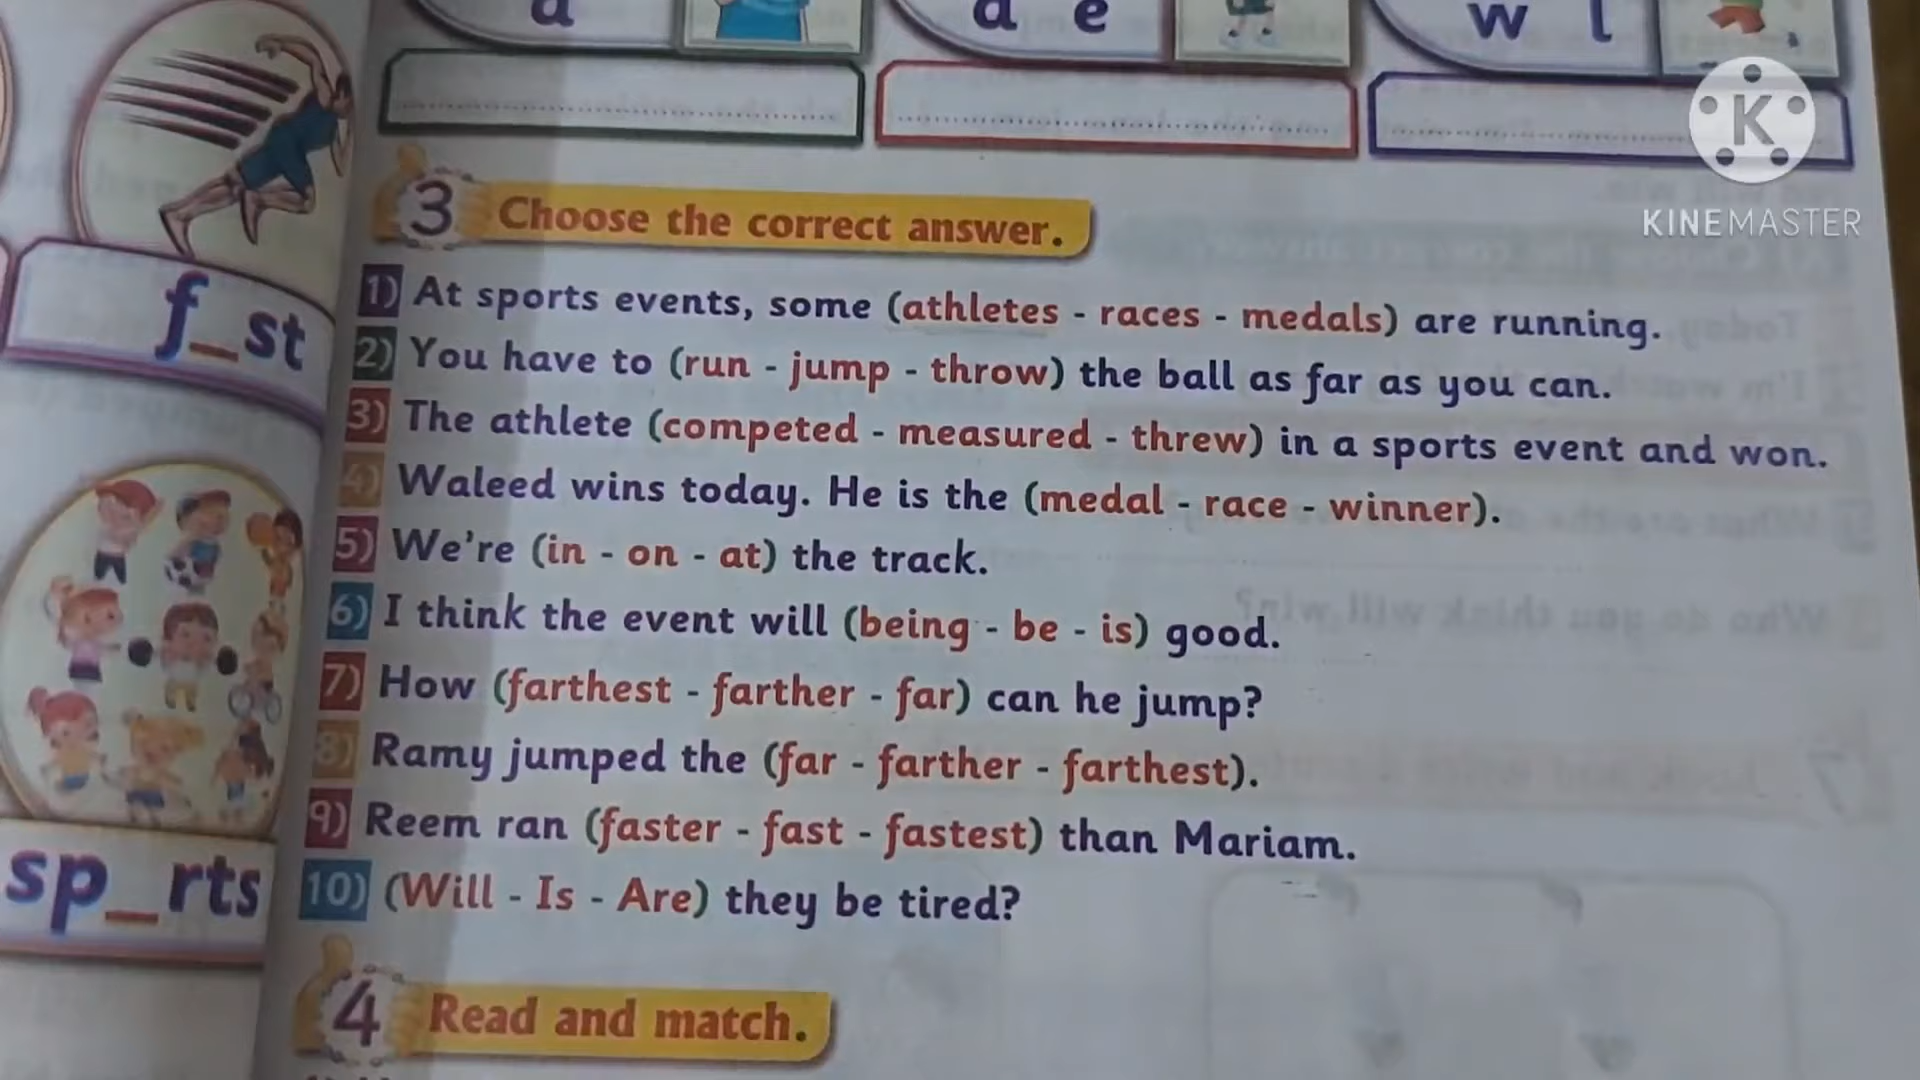 a
d e
w l
K
KINEMASTER
f_st
sp_rts
3 Choose the correct answer.
1) At sports events, some (athletes - races - medals) are running.
2) You have to (run - jump - throw) the ball as far as you can.
3) The athlete (competed - measured - threw) in a sports event and won.
4) Waleed wins today. He is the (medal - race - winner).
5) We're (in - on - at) the track.
6) I think the event will (being - be - is) good.
7) How (farthest - farther - far) can he jump?
8) Ramy jumped the (far - farther - farthest).
9) Reem ran (faster - fast - fastest) than Mariam.
10) (Will - Is - Are) they be tired?
4 Read and match.